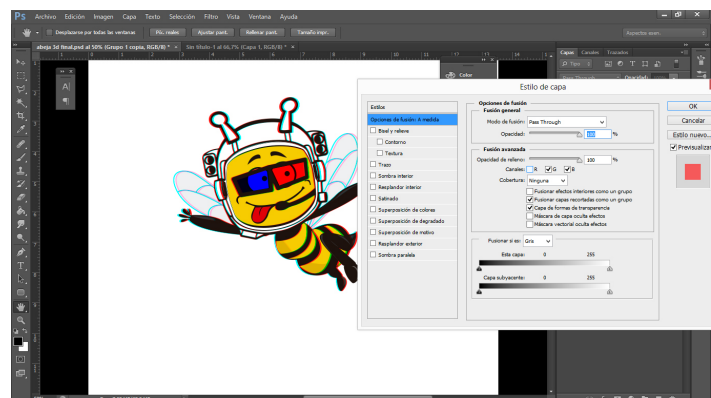 Ps Archivo Edición Imagen Capa Texto Selección Filtro Vista Ventana Ayuda
Desplazarse por todas las ventanas Píx. reales Ajustar pant. Rellenar pant. Tamaño impr.
Aspectos esen.
abeja 3d final.psd al 50% (Grupo 1 copia, RGB/8) * × Sin título-1 al 66,7% (Capa 1, RGB/8) * ×
Capas Canales Trazados
Color
Tipo
Pass Through Opacidad:
A
Estilo de capa
Estilos
Opciones de fusión: A medida
Bisel y relieve
Contorno
Textura
Trazo
Sombra interior
Resplandor interior
Satinado
Superposición de colores
Superposición de degradado
Superposición de motivo
Resplandor exterior
Sombra paralela
Opciones de fusión
Fusión general
Modo de fusión: Pass Through
Opacidad: 100 %
Fusión avanzada
Opacidad de relleno: 100 %
Canales: R G B
Cobertura: Ninguna
Fusionar efectos interiores como un grupo
Fusionar capas recortadas como un grupo
Capa de formas de transparencia
Máscara de capa oculta efectos
Máscara vectorial oculta efectos
Fusionar si es: Gris
Esta capa: 0 255
Capa subyacente: 0 255
OK
Cancelar
Estilo nuevo...
Previsualizar